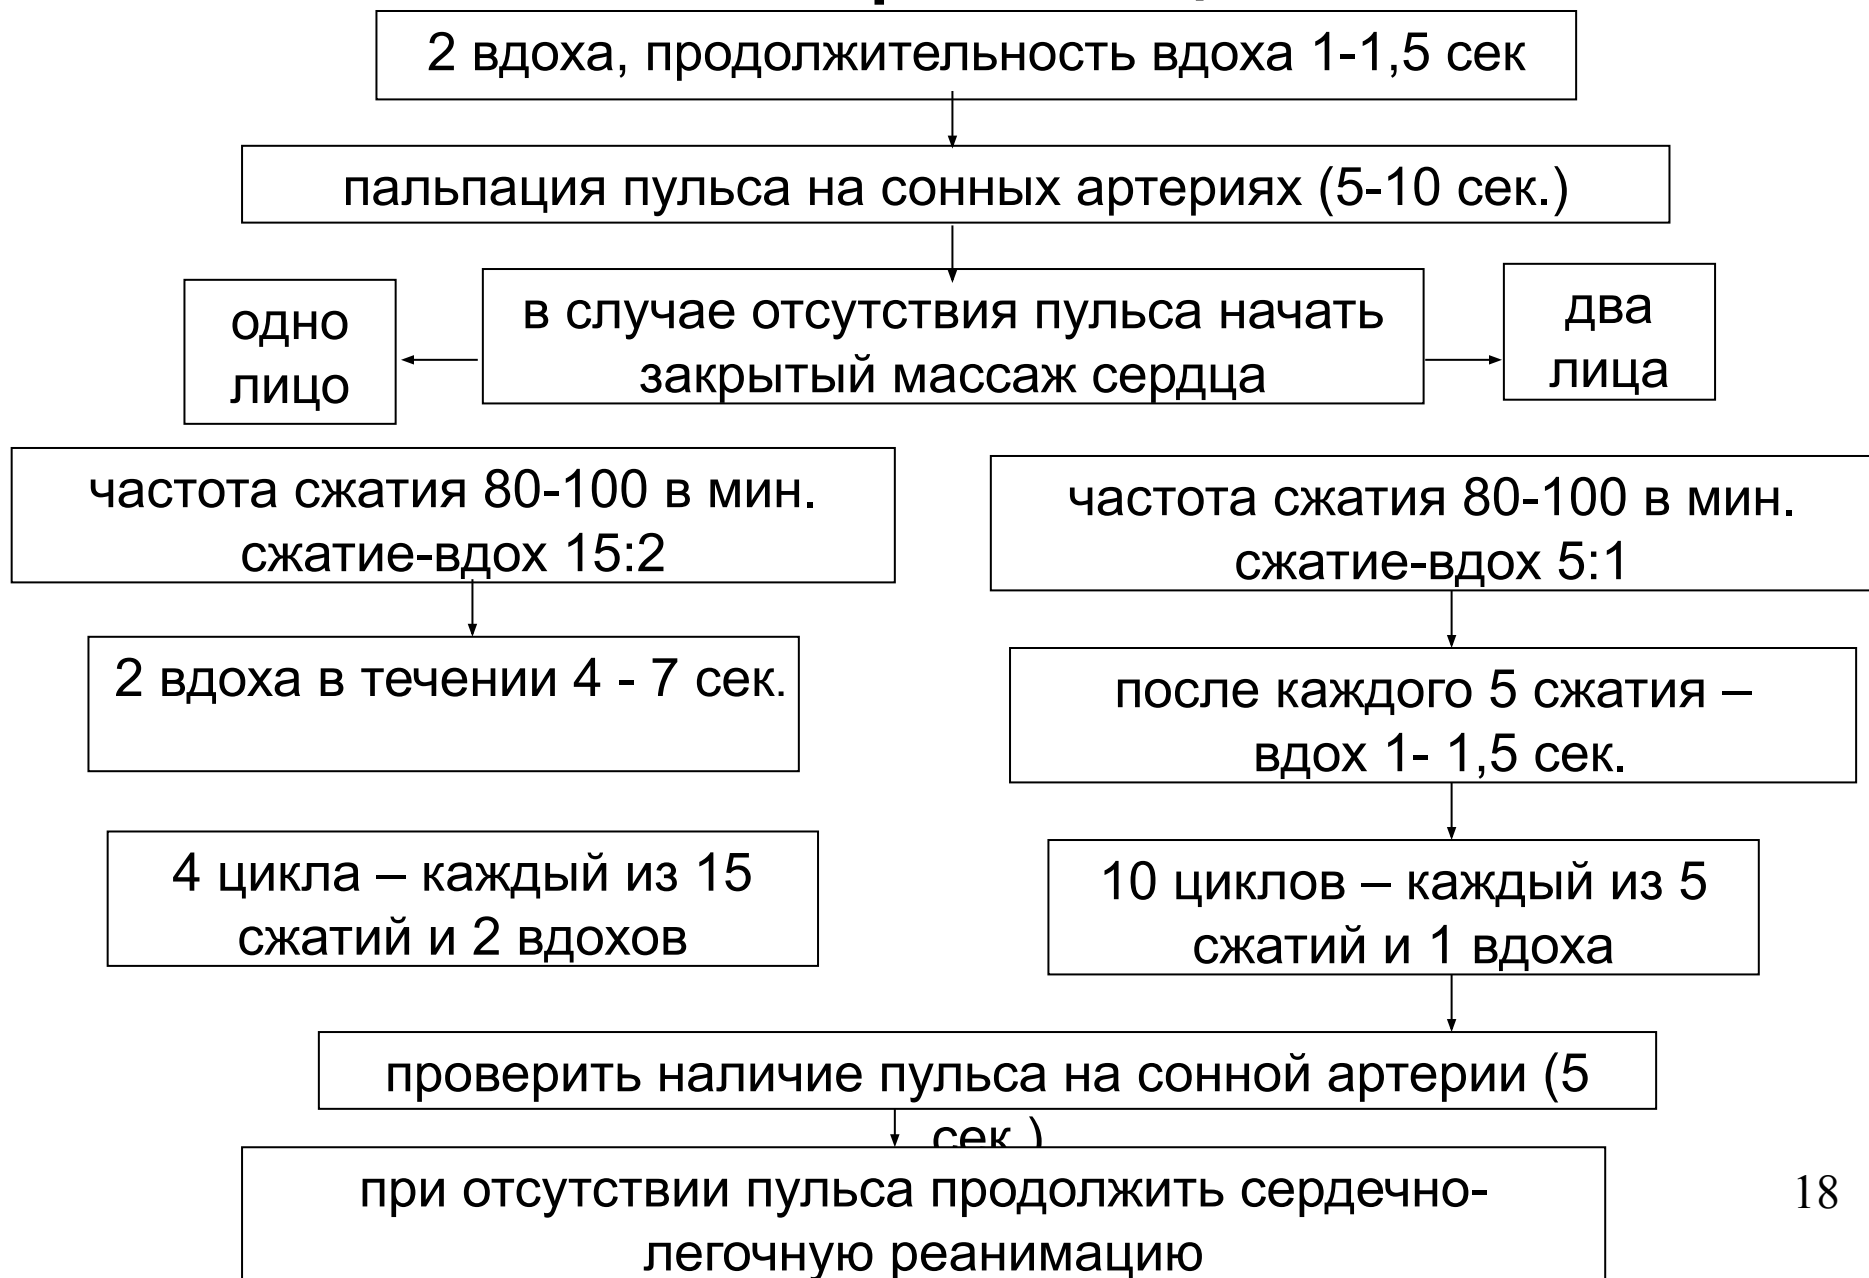 2 вдоха, продолжительность вдоха 1-1,5 сек
пальпация пульса на сонных артериях (5-10 сек.)
одно
лицо
в случае отсутствия пульса начать
закрытый массаж сердца
два
лица
частота сжатия 80-100 в мин.
сжатие-вдох 15:2
2 вдоха в течении 4 - 7 сек.
4 цикла – каждый из 15
сжатий и 2 вдохов
частота сжатия 80-100 в мин.
сжатие-вдох 5:1
после каждого 5 сжатия –
вдох 1- 1,5 сек.
10 циклов – каждый из 5
сжатий и 1 вдоха
проверить наличие пульса на сонной артерии (5
сек.)
при отсутствии пульса продолжить сердечно-
легочную реанимацию
18